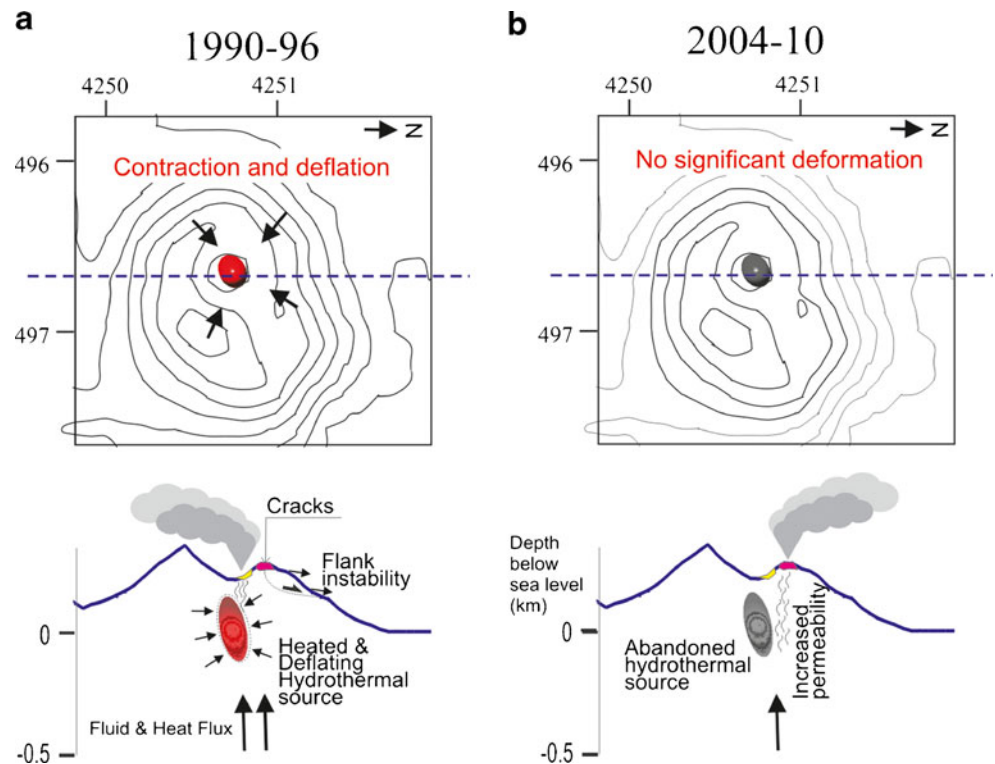 a
1990-96
4250 4251
N
496
Contraction and deflation
497
Cracks
Flank
instability
0
Heated &
Deflating
Hydrothermal
source
Fluid & Heat Flux
-0.5
b
2004-10
4250 4251
N
496
No significant deformation
497
Depth
below
sea level
(km)
0
Abandoned
hydrothermal
source
Increased
permeability
-0.5